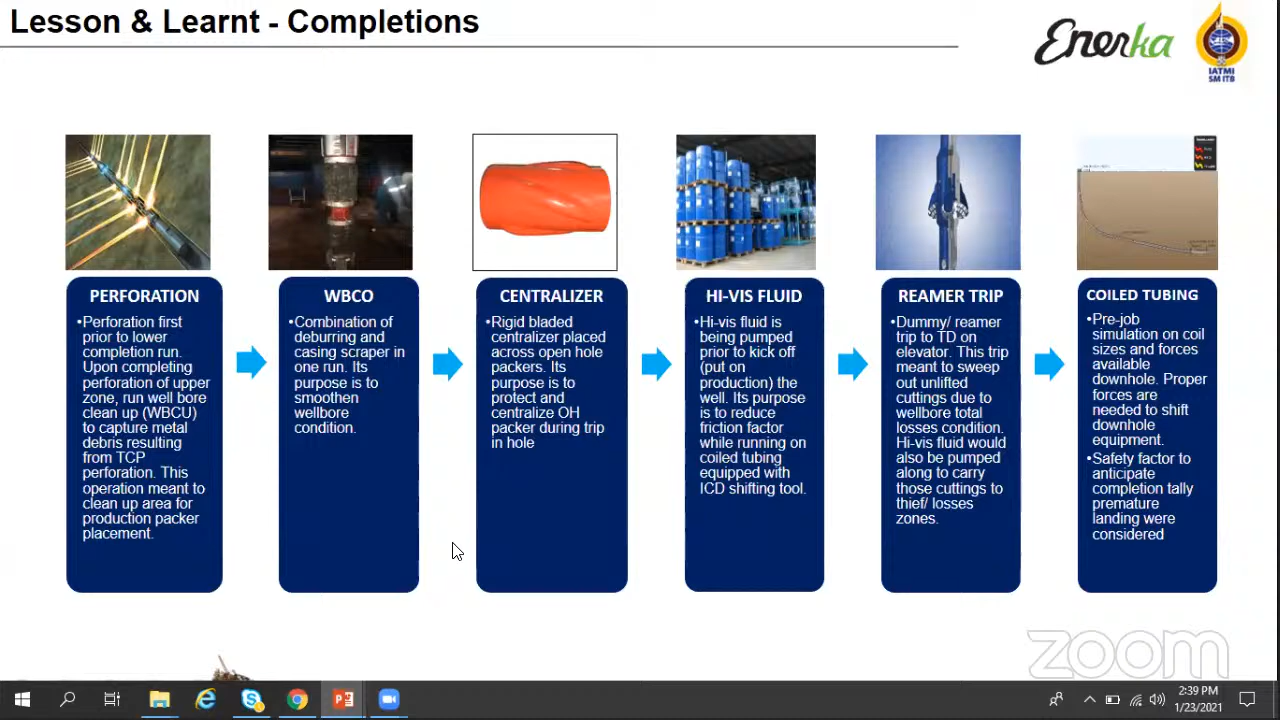 Lesson & Learnt - Completions
Enerka
IATMI
SM ITB
PERFORATION
•Perforation first
prior to lower
completion run.
Upon completing
perforation of upper
zone, run well bore
clean up (WBCU)
to capture metal
debris resulting
from TCP
perforation. This
operation meant to
clean up area for
production packer
placement.
WBCO
•Combination of
deburring and
casing scraper in
one run. Its
purpose is to
smoothen
wellbore
condition.
CENTRALIZER
•Rigid bladed
centralizer placed
across open hole
packers. Its
purpose is to
protect and
centralize OH
packer during trip
in hole
HI-VIS FLUID
•Hi-vis fluid is
being pumped
prior to kick off
(put on
production) the
well. Its purpose
is to reduce
friction factor
while running on
coiled tubing
equipped with
ICD shifting tool.
REAMER TRIP
•Dummy/ reamer
trip to TD on
elevator. This trip
meant to sweep
out unlifted
cuttings due to
wellbore total
losses condition.
Hi-vis fluid would
also be pumped
along to carry
those cuttings to
thief/ losses
zones.
COILED TUBING
•Pre-job
simulation on coil
sizes and forces
available
downhole. Proper
forces are
needed to shift
downhole
equipment.
•Safety factor to
anticipate
completion tally
premature
landing were
considered
zoom
2:39 PM
1/23/2021